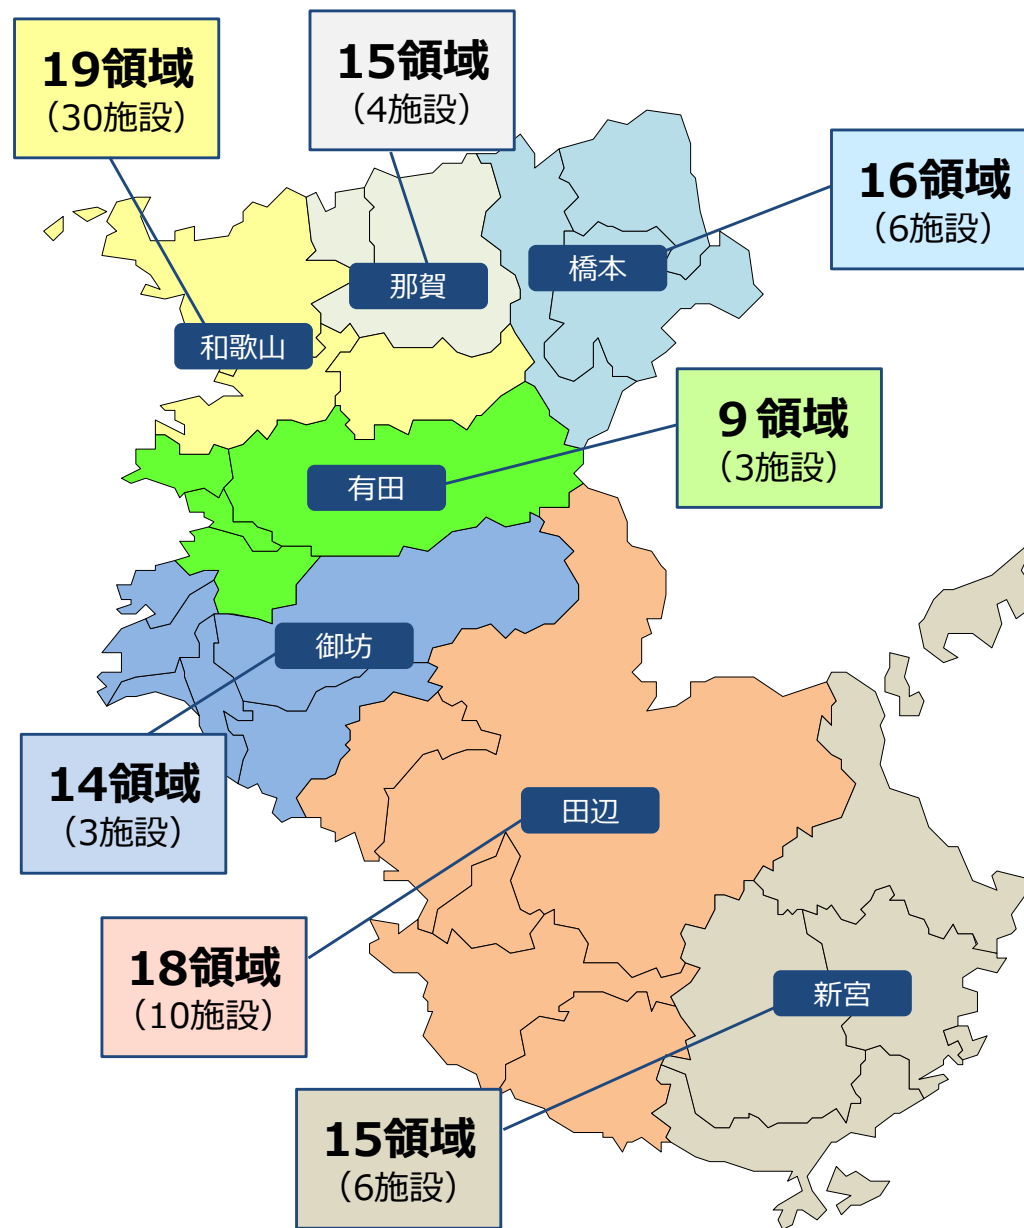 19領域
（30施設）
15領域
（4施設）
16領域
（6施設）
那賀
橋本
和歌山
9領域
（3施設）
有田
御坊
14領域
（3施設）
田辺
18領域
（10施設）
新宮
15領域
（6施設）